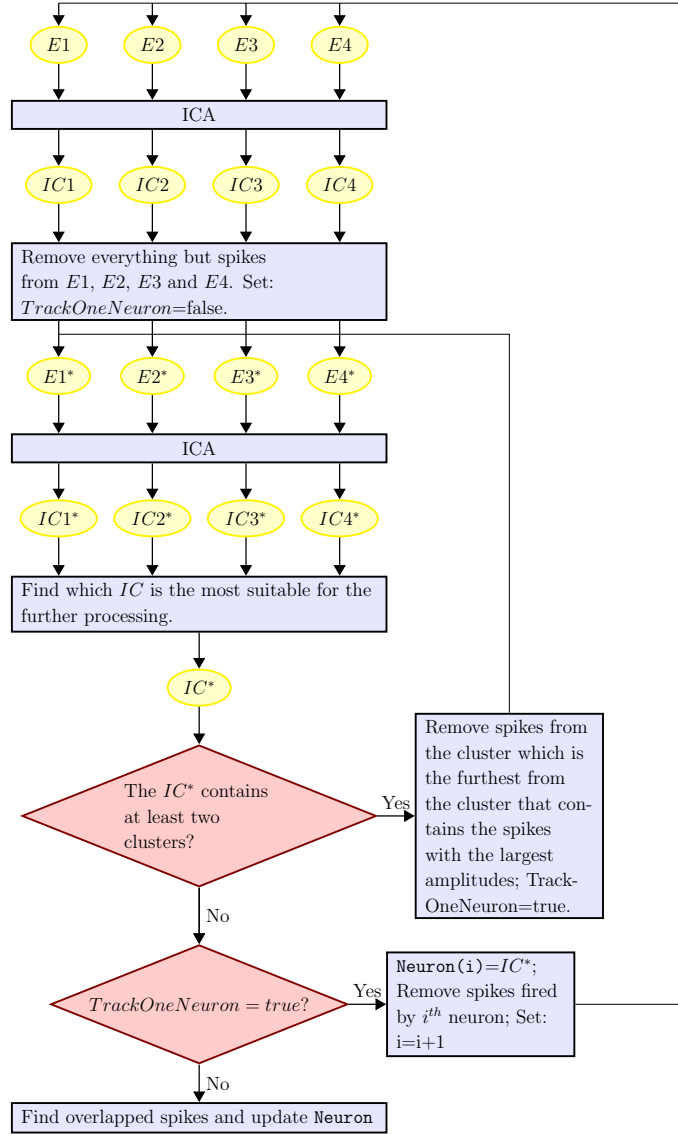 E1 E2 E3 E4
ICA
IC1 IC2 IC3 IC4
Remove everything but spikes
from E1, E2, E3 and E4. Set:
TrackOneNeuron=false.
E1* E2* E3* E4*
ICA
IC1* IC2* IC3* IC4*
Find which IC is the most suitable for the
further processing.
IC*
The IC* contains
at least two
clusters?
Yes
Remove spikes from
the cluster which is
the furthest from
the cluster that con-
tains the spikes
with the largest
amplitudes; Track-
OneNeuron=true.
No
TrackOneNeuron = true?
Yes
Neuron(i)=IC*;
Remove spikes fired
by i^th neuron; Set:
i=i+1
No
Find overlapped spikes and update Neuron